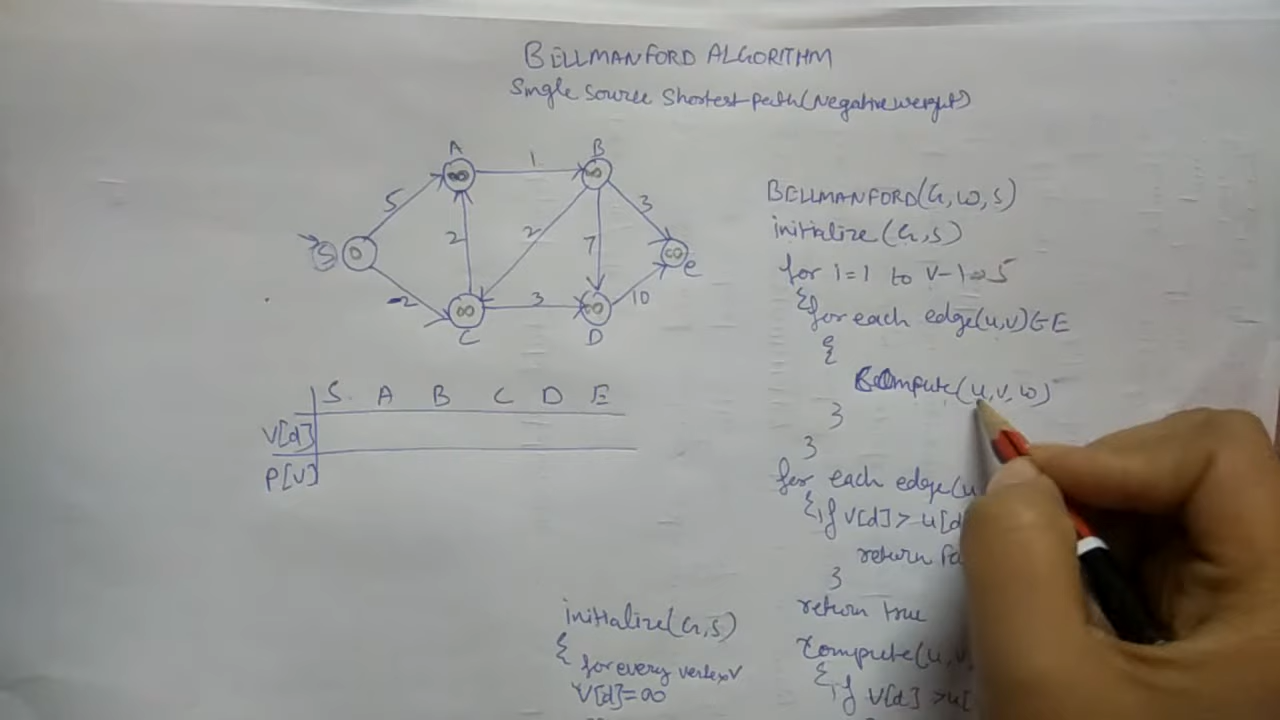 BELLMANFORD ALGORITHM
Single Source Shortest path (Negative weight)
A 1 B
5 ∞ ∞ 3
2 2 7
S 0 ∞ e
-2 ∞ 3 ∞ 10
C D
S. A B C D E
V[d]
P[v]
BELLMANFORD(G, w, s)
initialize (G, s)
for i=1 to v-1 = 5
{for each edge(u,v)∈E
{
Compute(u,v,w)
}
}
for each edge(u
{if v[d] > u[d
return
}
return true
initialize(G,s)
{
for every vertex V
V[d]=∞
Compute(u,v
{if v[d] >u[